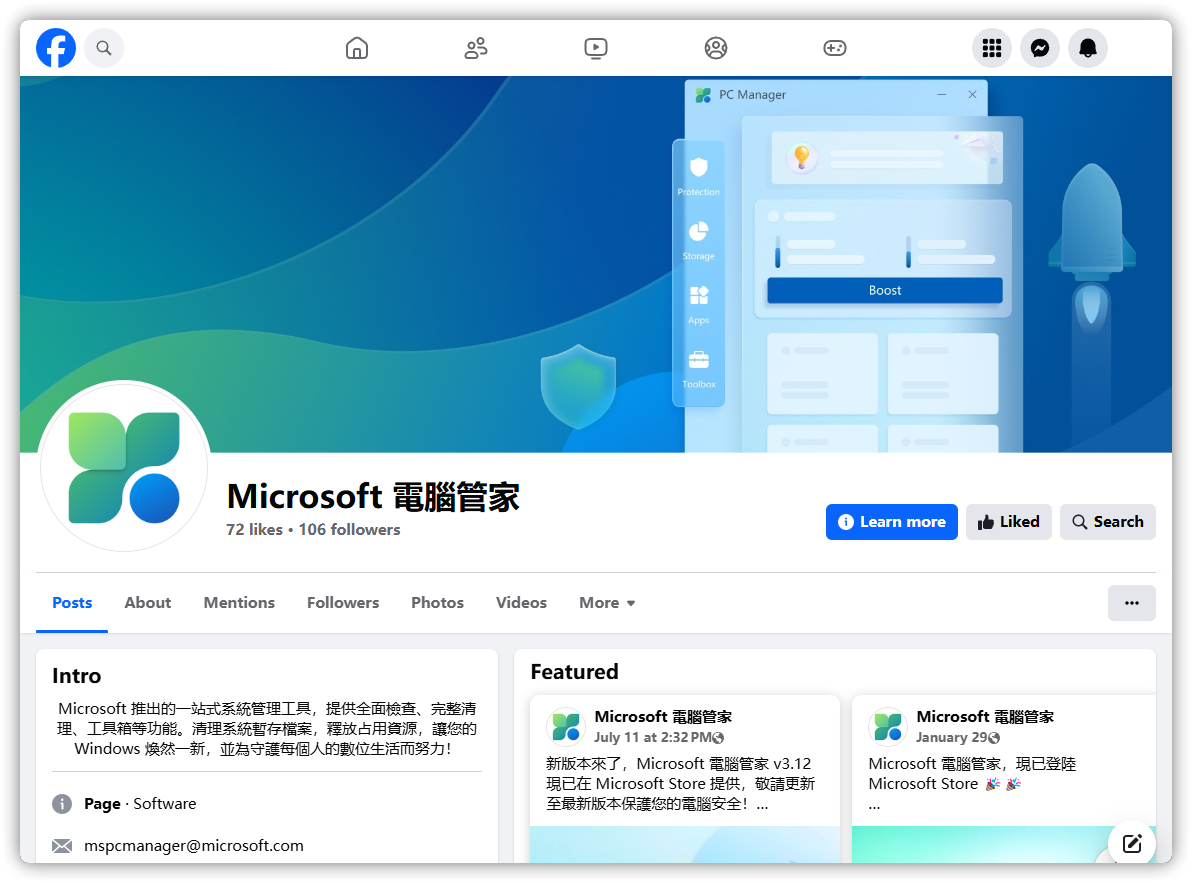 PC Manager
Protection
Storage
Apps
Toolbox
Boost
Microsoft 電腦管家
72 likes • 106 followers
Learn more
Liked
Search
Posts
About
Mentions
Followers
Photos
Videos
More
Intro
Microsoft 推出的一站式系統管理工具，提供全面檢查、完整清
理、工具箱等功能。清理系統暫存檔案，釋放占用資源，讓您的
Windows 煥然一新，並為守護每個人的數位生活而努力！
Page · Software
mspcmanager@microsoft.com
Featured
Microsoft 電腦管家
July 11 at 2:32 PM
新版本來了，Microsoft 電腦管家 v3.12
現已在 Microsoft Store 提供，敬請更新
至最新版本保護您的電腦安全！...
Microsoft 電腦管家
January 29
Microsoft 電腦管家，現已登陸
Microsoft Store 🎉 🎉
...